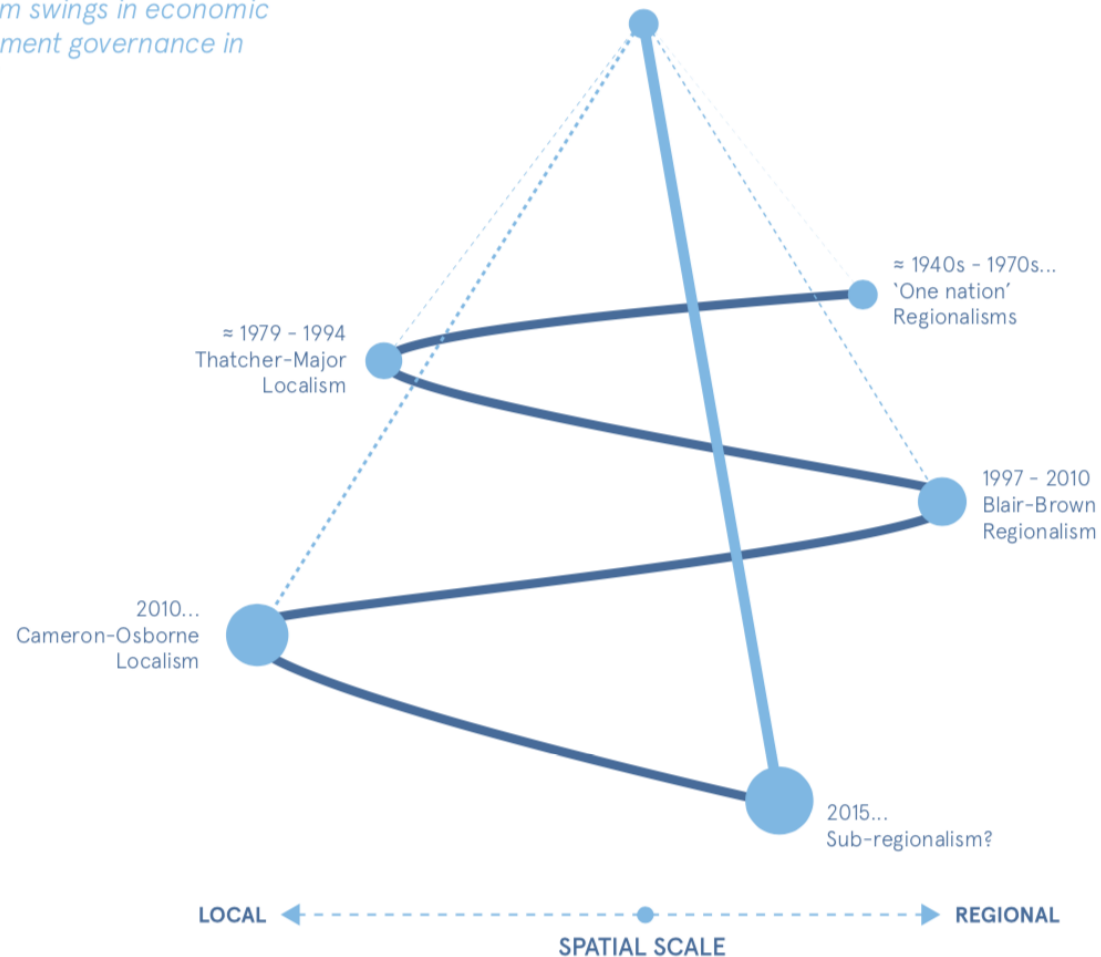 m swings in economic
ment governance in
≈ 1940s - 1970s...
‘One nation’
Regionalisms
≈ 1979 - 1994
Thatcher-Major
Localism
1997 - 2010
Blair-Brown
Regionalism
2010...
Cameron-Osborne
Localism
2015...
Sub-regionalism?
LOCAL
REGIONAL
SPATIAL SCALE